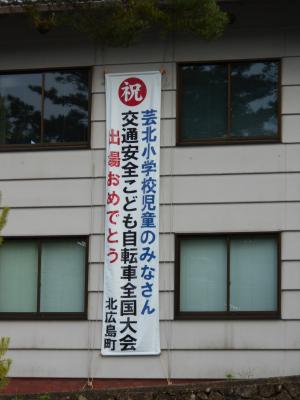 祝
芸北小学校児童のみなさん
交通安全こども自転車全国大会
出場おめでとう
北広島町